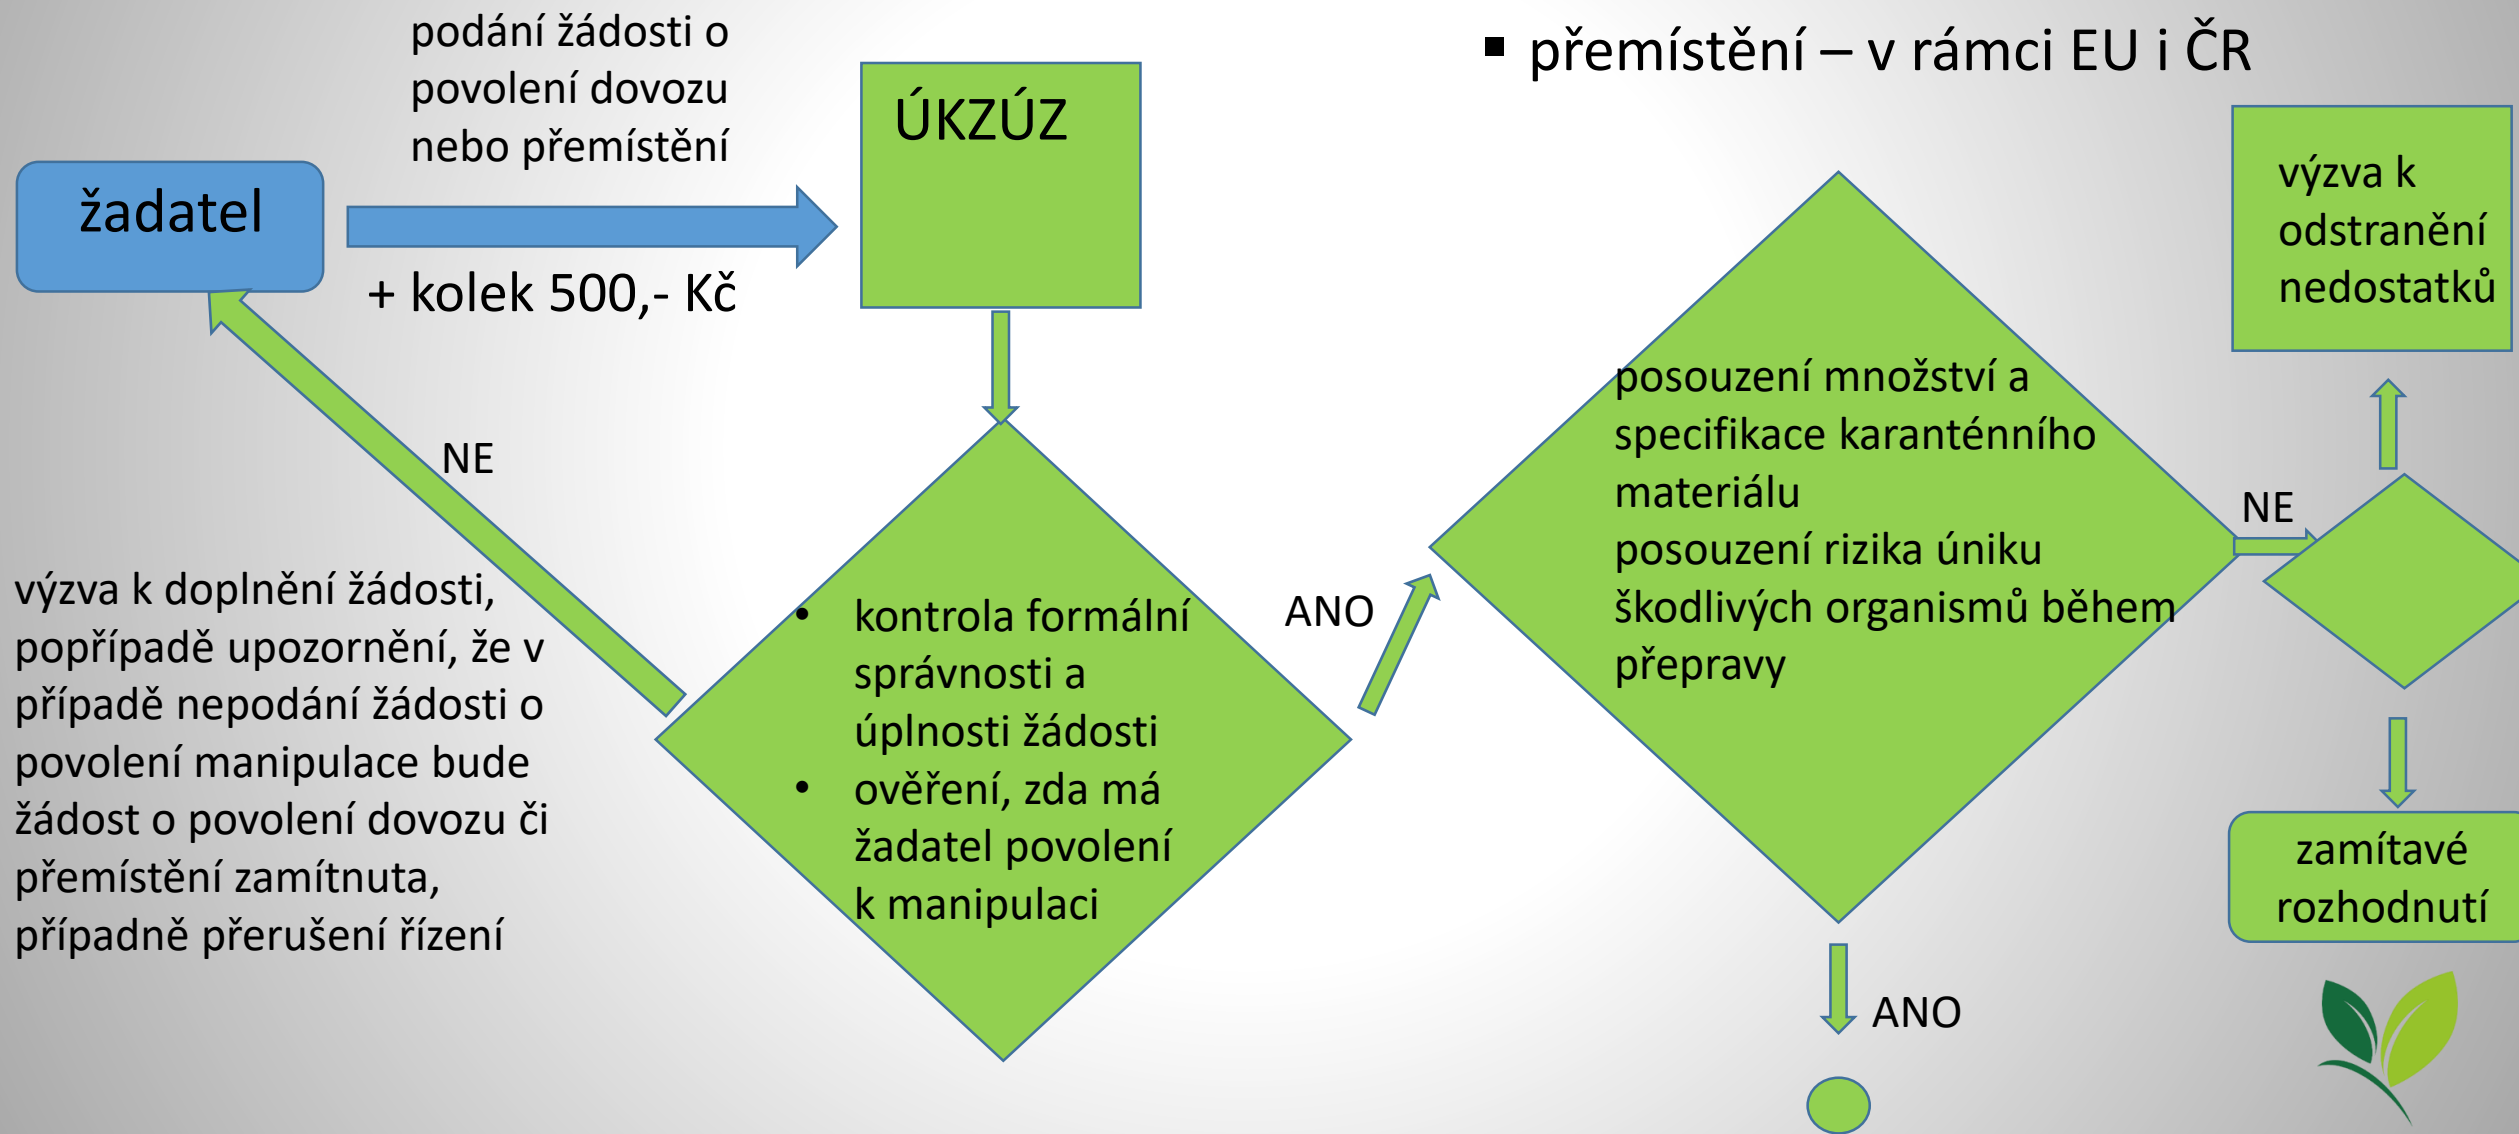 podání žádosti o
povolení dovozu
nebo přemístění
▪ přemístění – v rámci EU i ČR
ÚKZÚZ
žadatel
+ kolek 500,- Kč
výzva k
odstranění
nedostatků
NE
výzva k doplnění žádosti,
popřípadě upozornění, že v
případě nepodání žádosti o
povolení manipulace bude
žádost o povolení dovozu či
přemístění zamítnuta,
případně přerušení řízení
• kontrola formální
správnosti a
úplnosti žádosti
• ověření, zda má
žadatel povolení
k manipulaci
ANO
posouzení množství a
specifikace karanténního
materiálu
posouzení rizika úniku
škodlivých organismů během
přepravy
NE
zamítavé
rozhodnutí
ANO